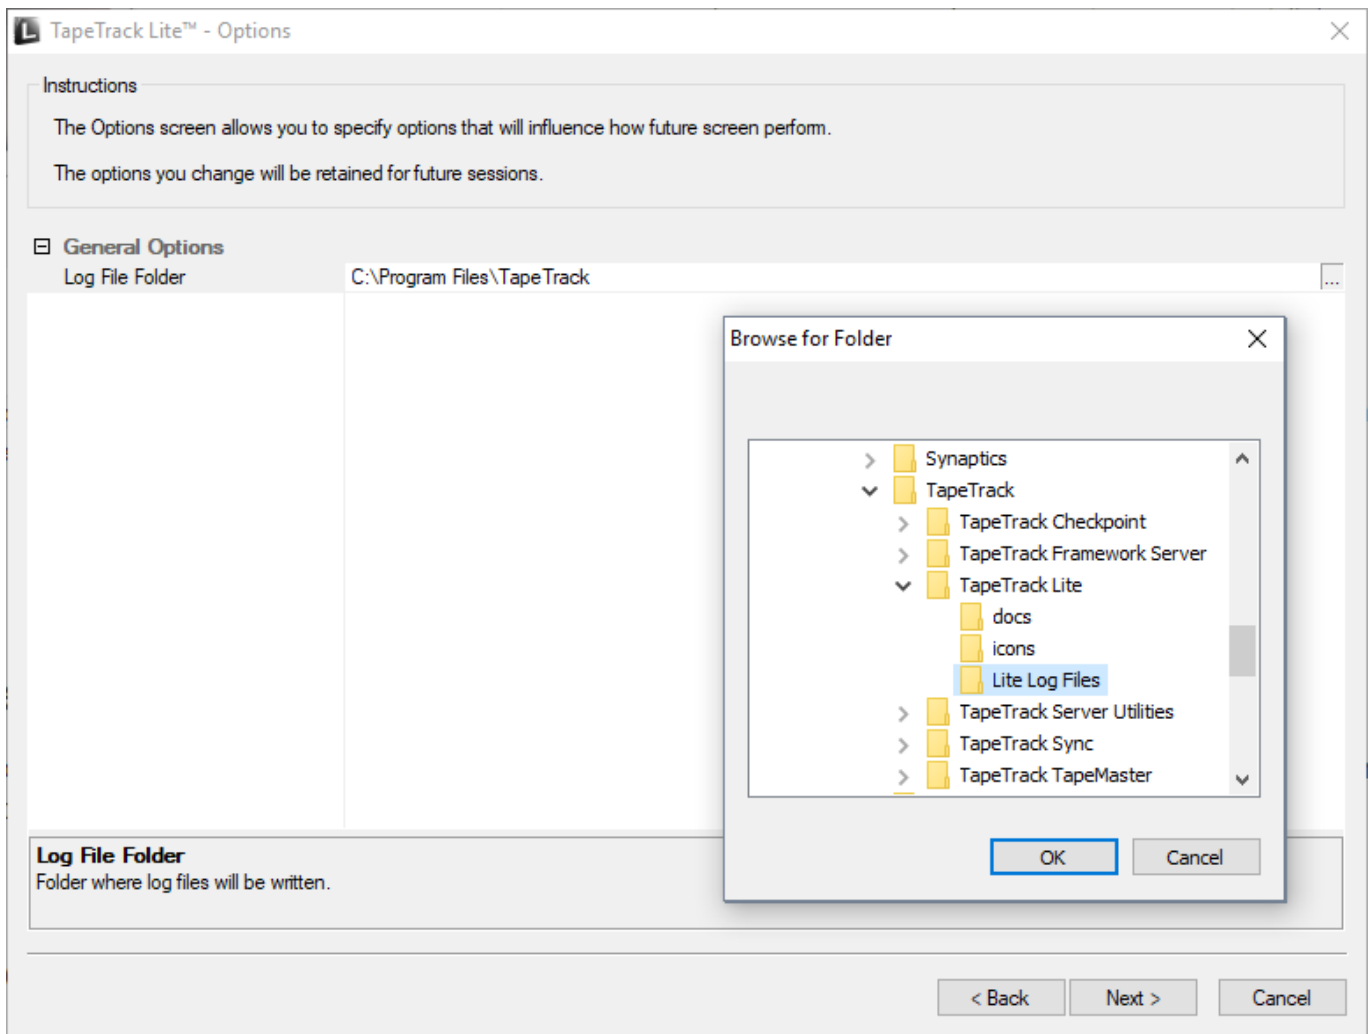 TapeTrack Lite™ - Options
Instructions
The Options screen allows you to specify options that will influence how future screen perform.
The options you change will be retained for future sessions.
General Options
Log File Folder C:\Program Files\TapeTrack ...
Browse for Folder
Synaptics
TapeTrack
TapeTrack Checkpoint
TapeTrack Framework Server
TapeTrack Lite
docs
icons
Lite Log Files
TapeTrack Server Utilities
TapeTrack Sync
TapeTrack TapeMaster
OK Cancel
Log File Folder
Folder where log files will be written.
< Back Next > Cancel